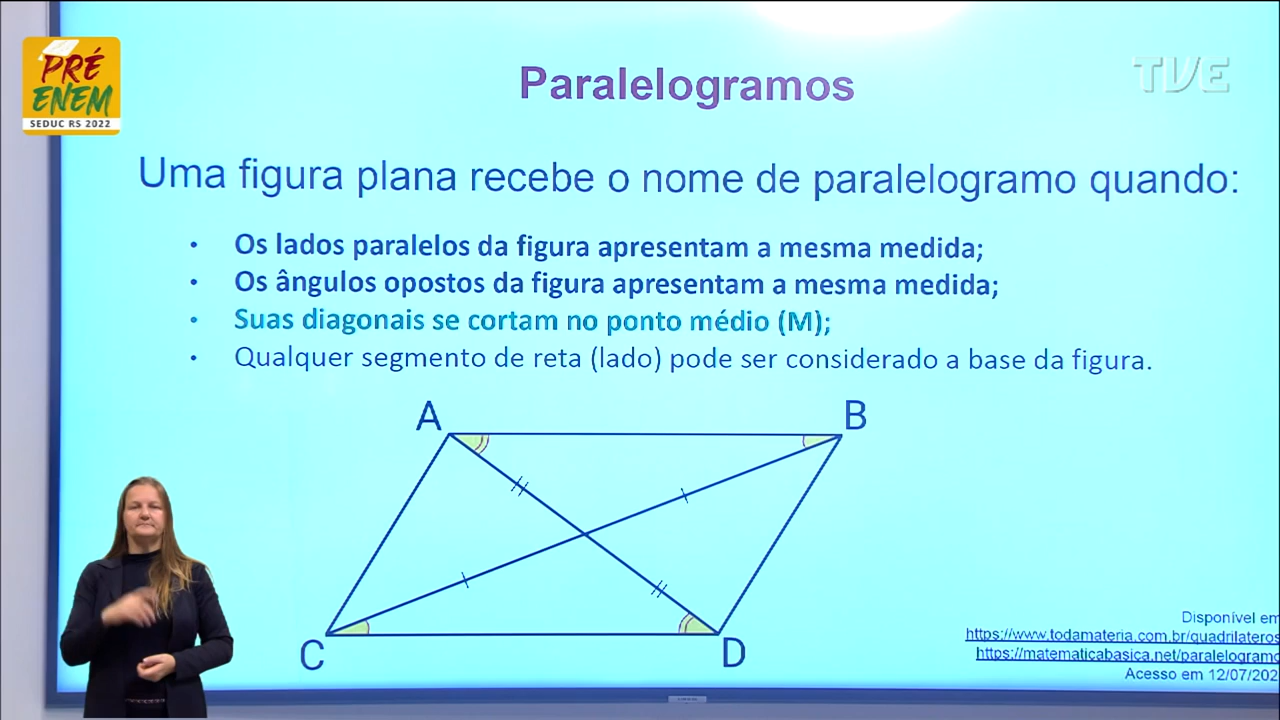 PRÉ
ENEM
SEDUC RS 2022
TVE
Paralelogramos
Uma figura plana recebe o nome de paralelogramo quando:
• Os lados paralelos da figura apresentam a mesma medida;
• Os ângulos opostos da figura apresentam a mesma medida;
• Suas diagonais se cortam no ponto médio (M);
• Qualquer segmento de reta (lado) pode ser considerado a base da figura.
A
B
C
D
Disponível em
https://www.todamateria.com.br/quadrilateros
https://matematicabasica.net/paralelogramo
Acesso em 12/07/202